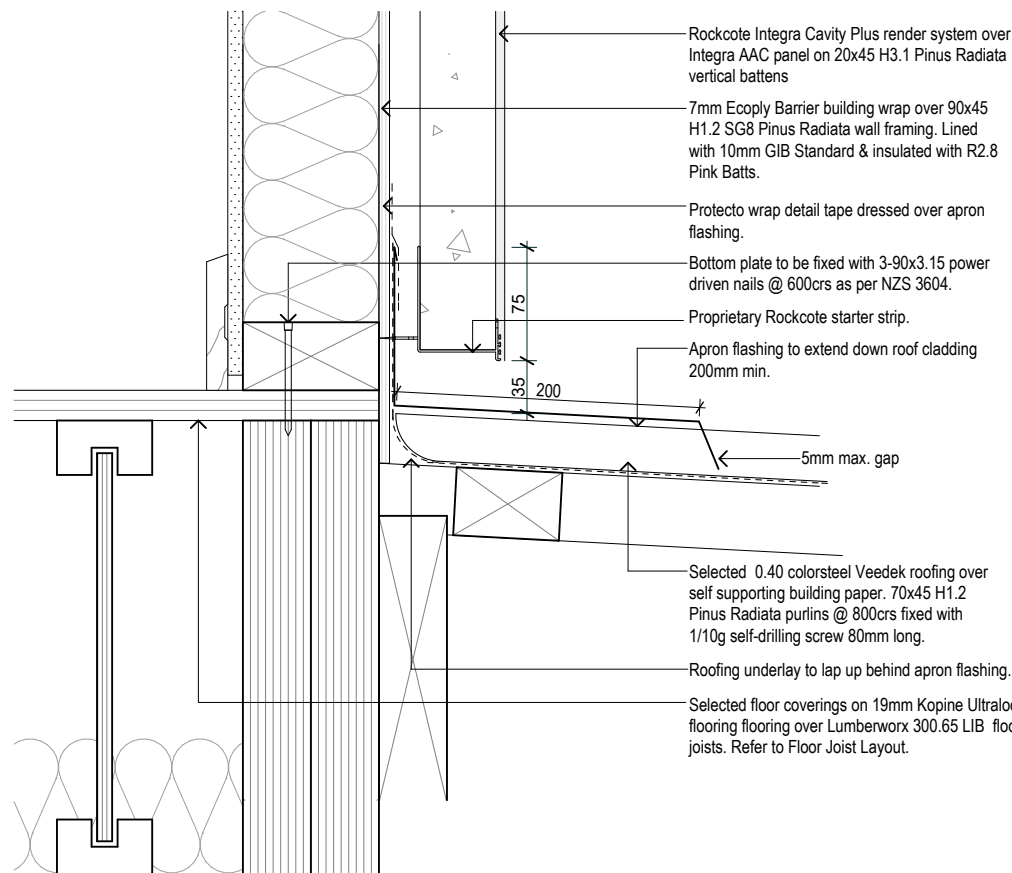 Rockcote Integra Cavity Plus render system over
Integra AAC panel on 20x45 H3.1 Pinus Radiata
vertical battens
7mm Ecoply Barrier building wrap over 90x45
H1.2 SG8 Pinus Radiata wall framing. Lined
with 10mm GIB Standard & insulated with R2.8
Pink Batts.
Protecto wrap detail tape dressed over apron
flashing.
Bottom plate to be fixed with 3-90x3.15 power
driven nails @ 600crs as per NZS 3604.
75
Proprietary Rockcote starter strip.
Apron flashing to extend down roof cladding
200mm min.
35
200
5mm max. gap
Selected 0.40 colorsteel Veedek roofing over
self supporting building paper. 70x45 H1.2
Pinus Radiata purlins @ 800crs fixed with
1/10g self-drilling screw 80mm long.
Roofing underlay to lap up behind apron flashing.
Selected floor coverings on 19mm Kopine
flooring flooring over Lumberworx 300.65 LIB
joists. Refer to Floor Joist Layout.